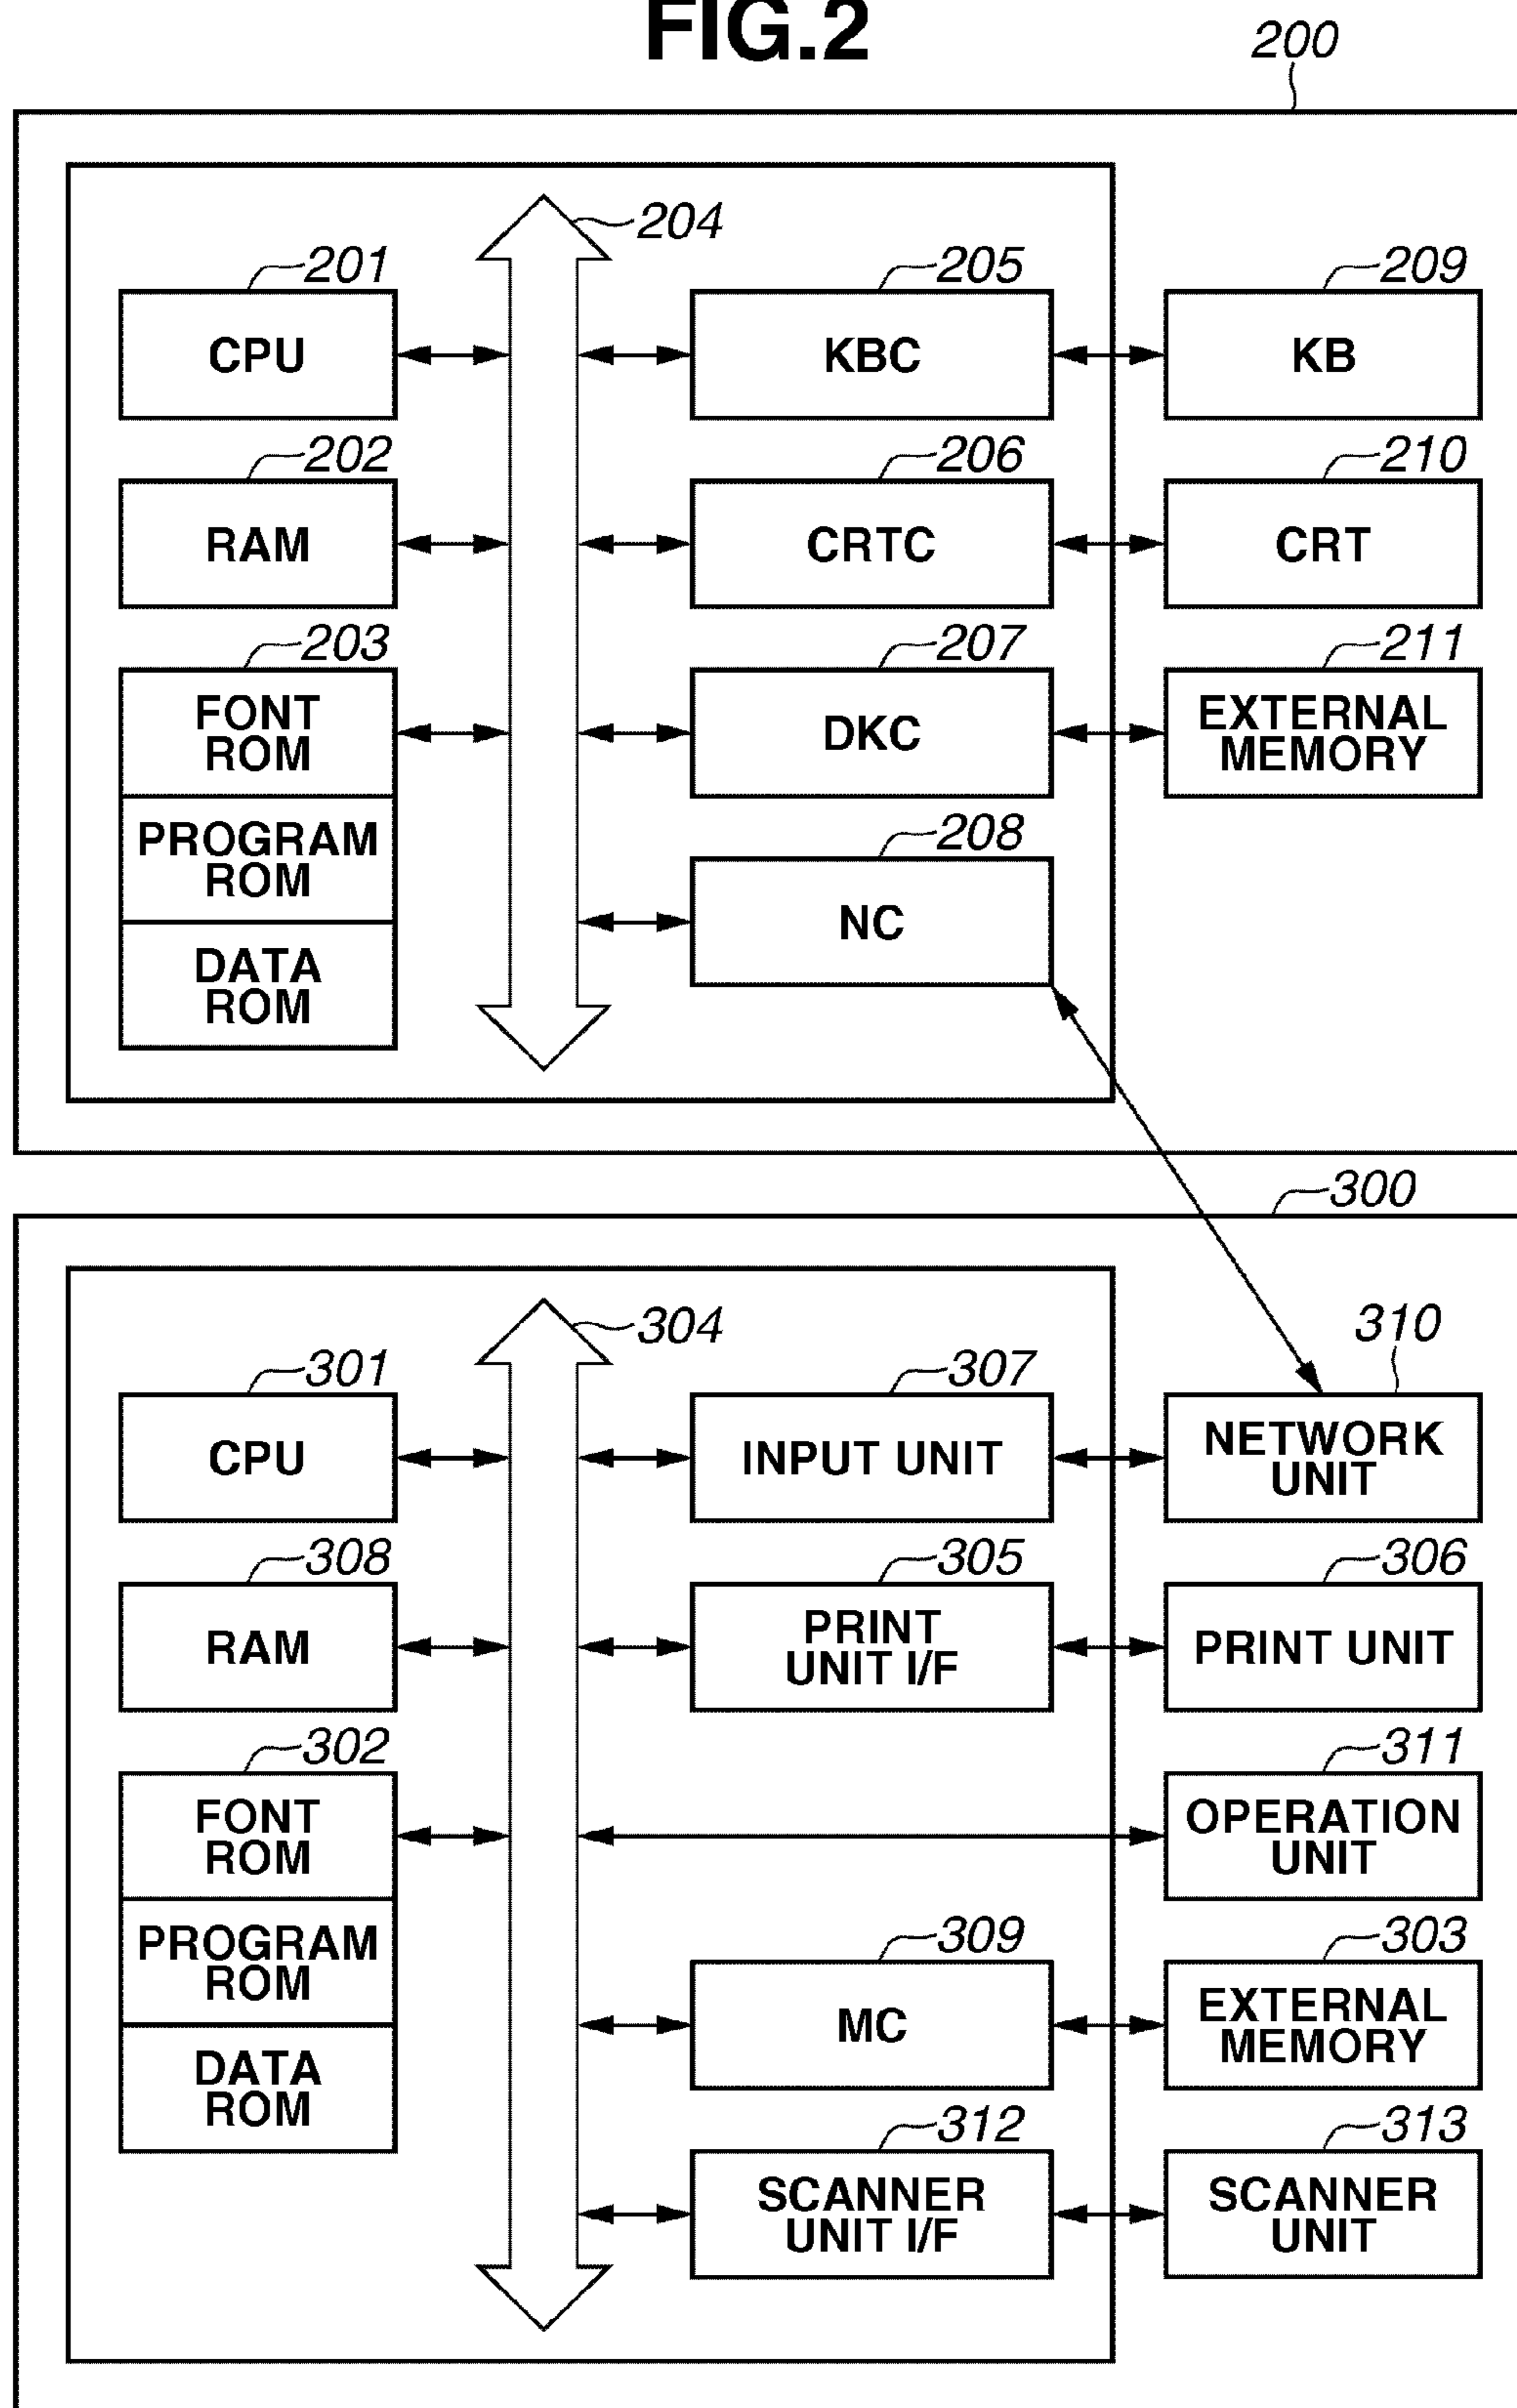 FIG.2
200
204
201
205
209
CPU
KBC
KB
202
206
210
RAM
CRTC
CRT
203
207
211
FONT
ROM
DKC
EXTERNAL
MEMORY
208
PROGRAM
ROM
NC
DATA
ROM
300
304
310
301
307
CPU
INPUT UNIT
NETWORK
UNIT
308
305
306
RAM
PRINT
UNIT I/F
PRINT UNIT
302
311
FONT
ROM
OPERATION
UNIT
309
303
PROGRAM
ROM
MC
EXTERNAL
MEMORY
DATA
ROM
312
313
SCANNER
UNIT I/F
SCANNER
UNIT